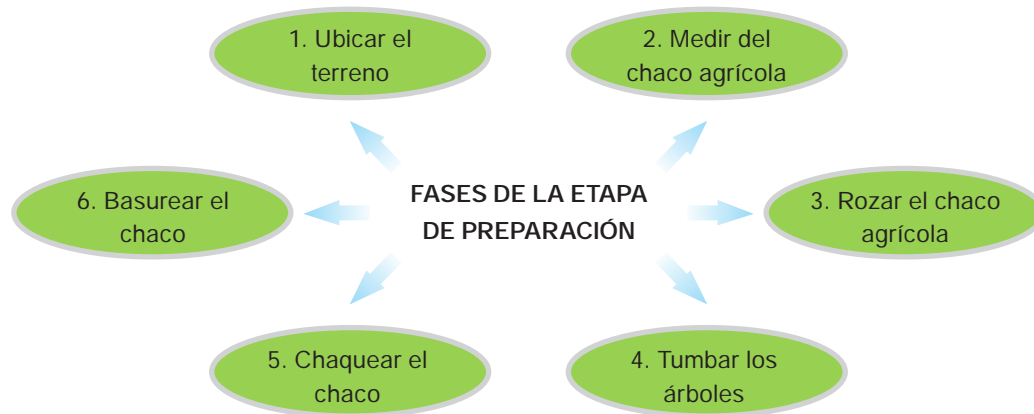 1. Ubicar el
terreno
2. Medir del
chaco agrícola
6. Basurear el
chaco
FASES DE LA ETAPA
DE PREPARACIÓN
3. Rozar el chaco
agrícola
5. Chaquear el
chaco
4. Tumbar los
árboles